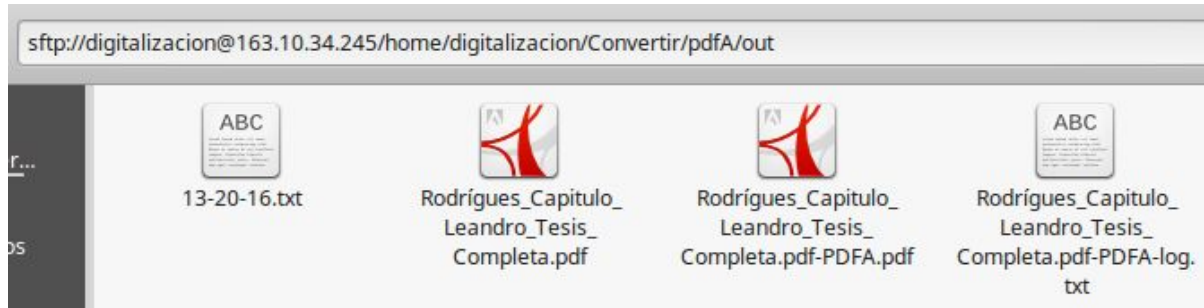 sftp://digitalizacion@163.10.34.245/home/digitalizacion/Convertir/pdfA/out
r...
os
ABC
13-20-16.txt
Rodrígues_Capitulo_
Leandro_Tesis_
Completa.pdf
Rodrígues_Capitulo_
Leandro_Tesis_
Completa.pdf-PDFA.pdf
ABC
Rodrígues_Capitulo_
Leandro_Tesis_
Completa.pdf-PDFA-log.
txt